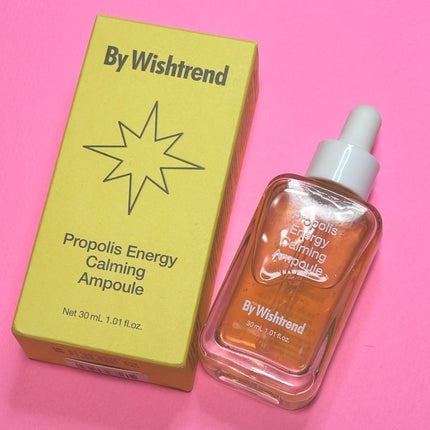 By Wishtrend
Propolis Energy
Calming
Ampoule
Net 30 mL 1.01 fl.oz.
Propolis
Energy
Calming
Ampoule
By Wishtrend
30 mL 1.01 fl.oz.